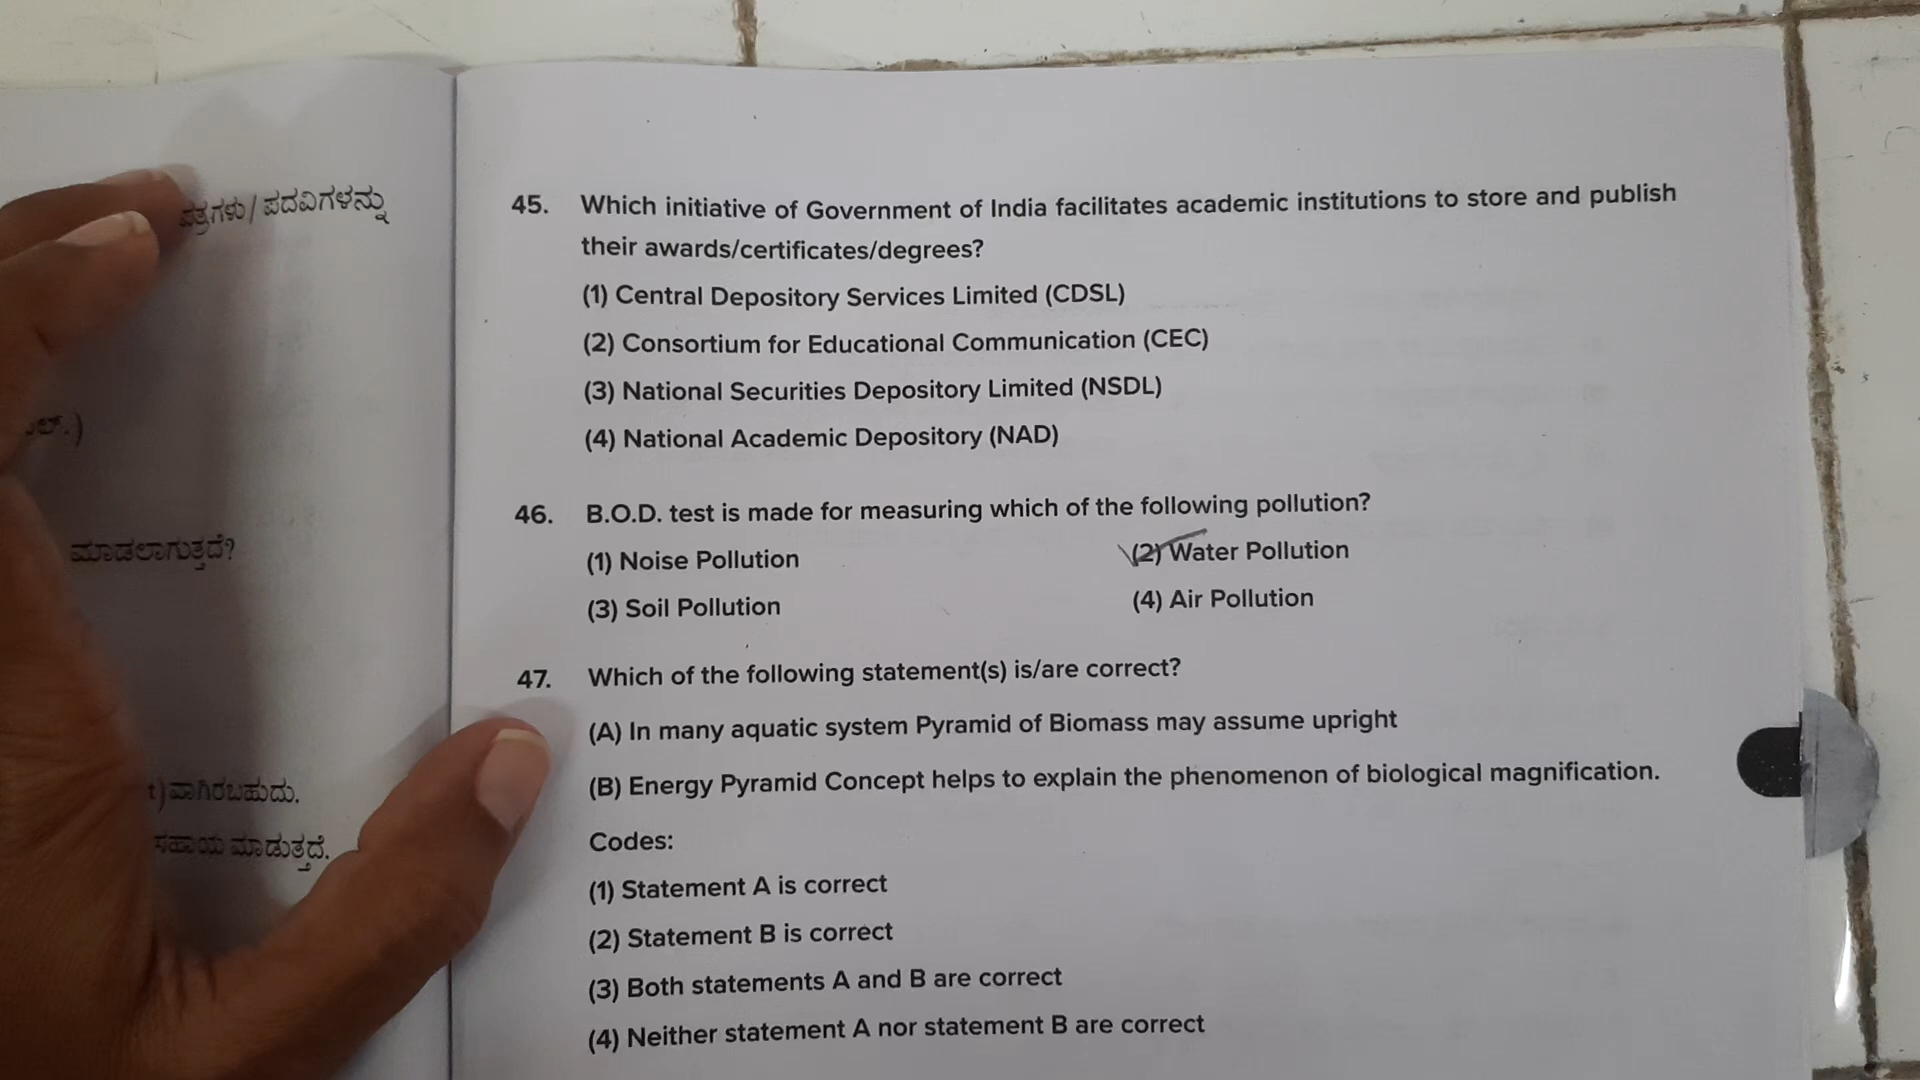 ಪದವಿಗಳನ್ನು
ಮಾಡಲಾಗುತ್ತದೆ?
t)ವಾಗಿರಬಹುದು.
ಸಹಾಯ ಮಾಡುತ್ತದೆ.
45. Which initiative of Government of India facilitates academic institutions to store and publish
their awards/certificates/degrees?
(1) Central Depository Services Limited (CDSL)
(2) Consortium for Educational Communication (CEC)
(3) National Securities Depository Limited (NSDL)
(4) National Academic Depository (NAD)
46. B.O.D. test is made for measuring which of the following pollution?
(1) Noise Pollution (2) Water Pollution
(3) Soil Pollution (4) Air Pollution
47. Which of the following statement(s) is/are correct?
(A) In many aquatic system Pyramid of Biomass may assume upright
(B) Energy Pyramid Concept helps to explain the phenomenon of biological magnification.
Codes:
(1) Statement A is correct
(2) Statement B is correct
(3) Both statements A and B are correct
(4) Neither statement A nor statement B are correct